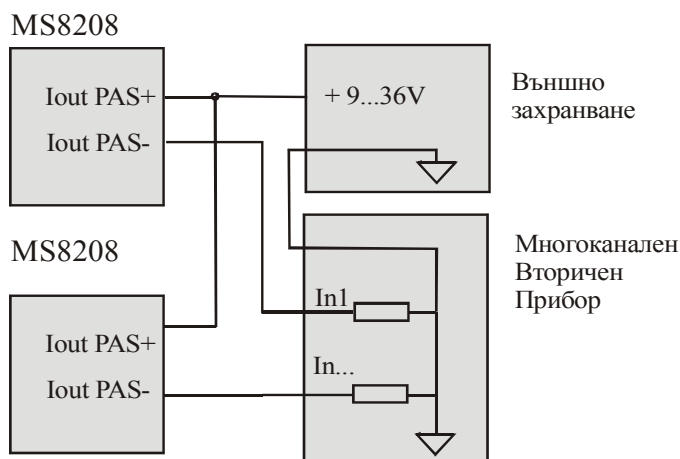 MS8208
Iout PAS+
Iout PAS-
+ 9...36V
Външно
захранване
MS8208
Iout PAS+
Iout PAS-
In1
In...
Многоканален
Вторичен
Прибор